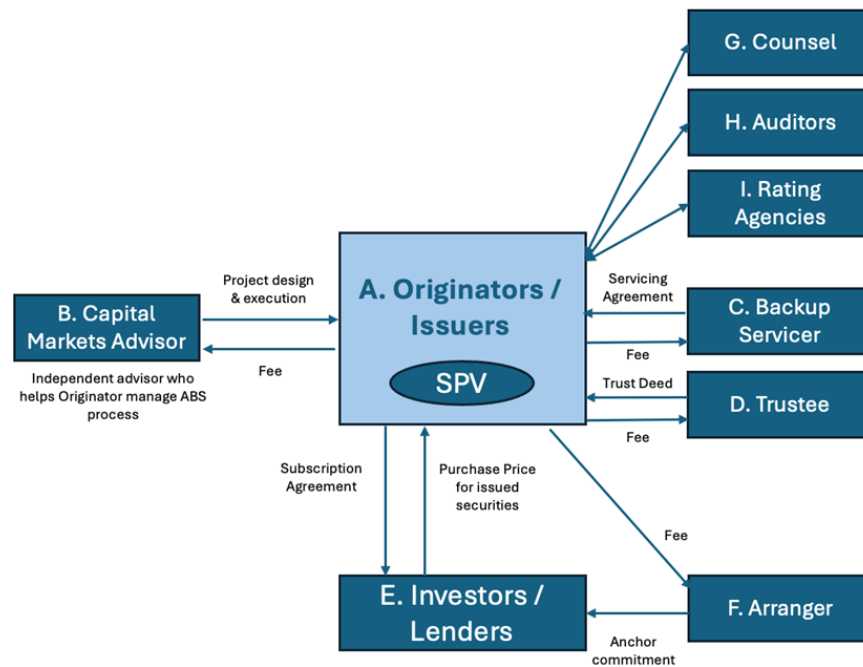 G. Counsel
H. Auditors
I. Rating
Agencies
A. Originators /
Issuers
SPV
Project design
& execution
B. Capital
Markets Advisor
Fee
Independent advisor who
helps Originator manage ABS
process
Servicing
Agreement
C. Backup
Servicer
Fee
Trust Deed
D. Trustee
Fee
Subscription
Agreement
Purchase Price
for issued
securities
Fee
E. Investors /
Lenders
F. Arranger
Anchor
commitment